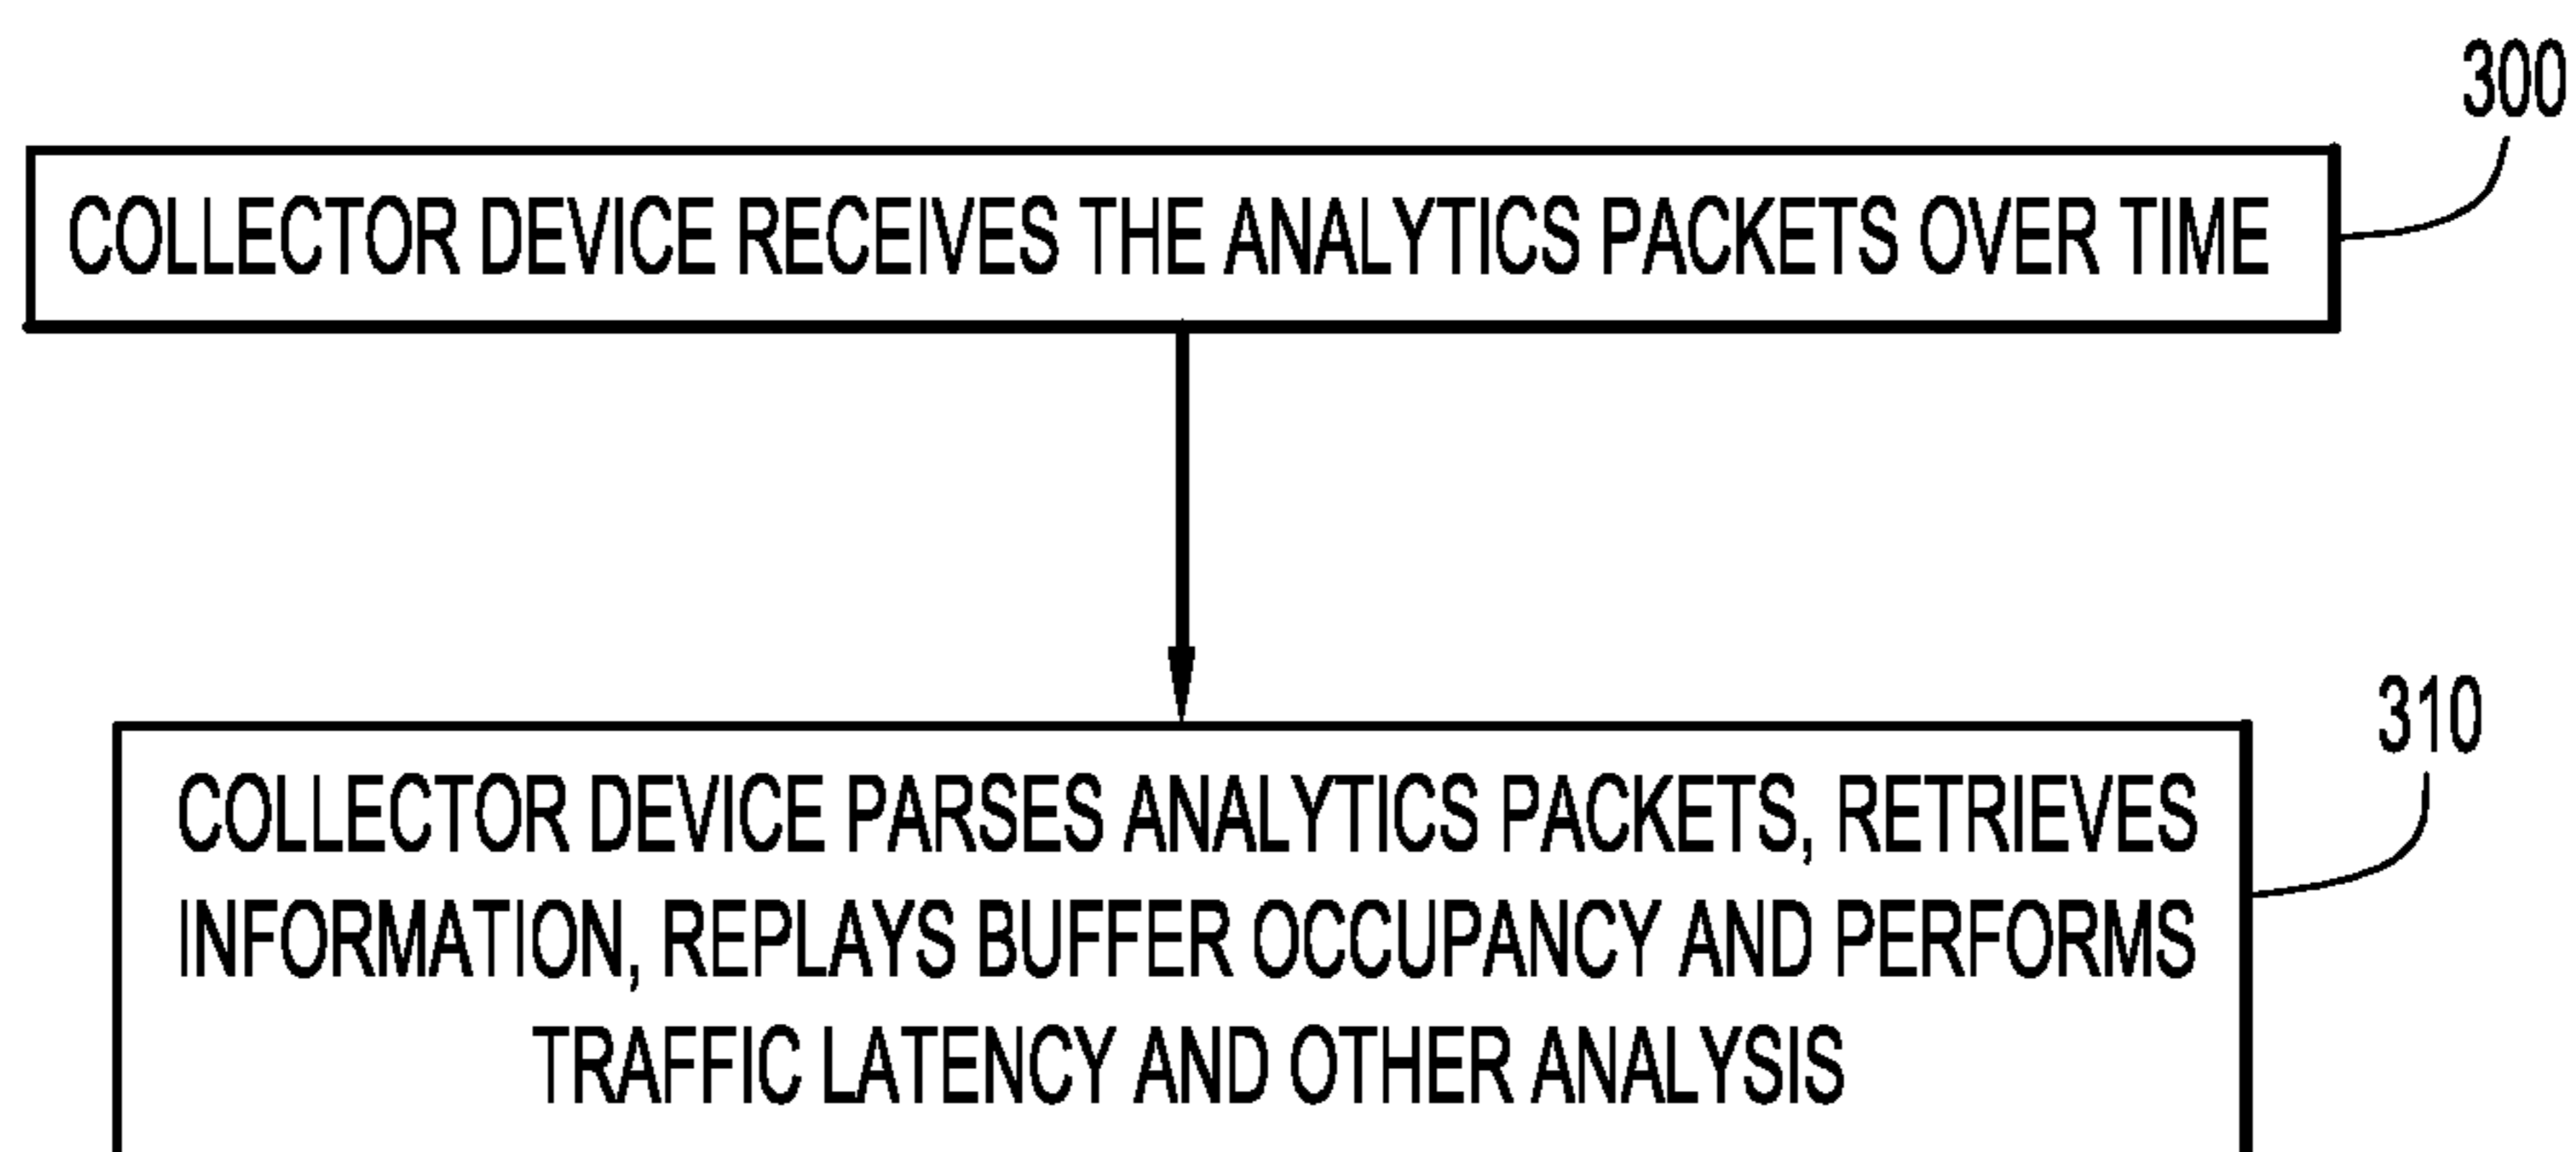 300
COLLECTOR DEVICE RECEIVES THE ANALYTICS PACKETS OVER TIME
310
COLLECTOR DEVICE PARSES ANALYTICS PACKETS, RETRIEVES
INFORMATION, REPLAYS BUFFER OCCUPANCY AND PERFORMS
TRAFFIC LATENCY AND OTHER ANALYSIS